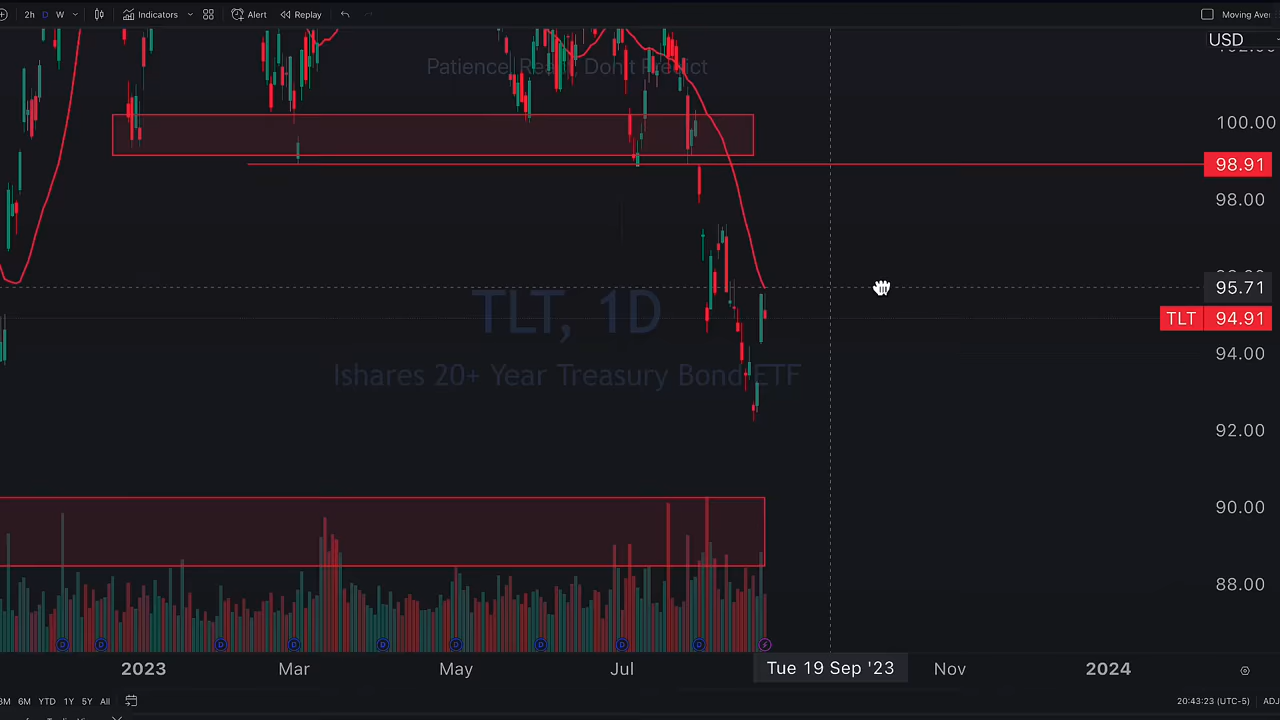 2h D W Indicators Alert Replay Moving Aver
USD
Patience, React, Don't Predict
100.00
98.91
98.00
95.71
TLT 94.91
TLT, 1D
94.00
Ishares 20+ Year Treasury Bond ETF
92.00
90.00
88.00
D D D D D D D D D
2023 Mar May Jul Tue 19 Sep '23 Nov 2024
3M 6M YTD 1Y 5Y All 20:43:23 (UTC-5) ADJ